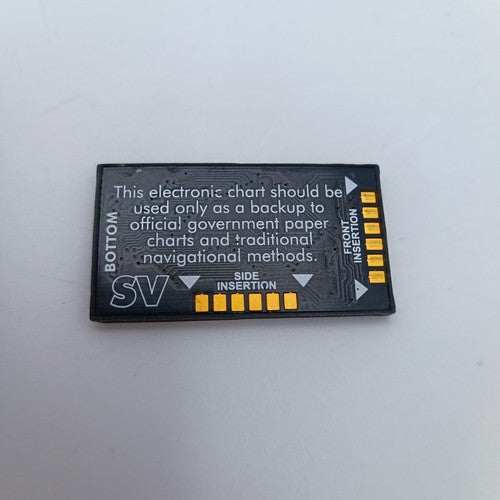 This electronic chart should be
used only as a backup to
official government paper
charts and traditional
navigational methods.
BOTTOM
SV
SIDE
INSERTION
FRONT
INSERTION